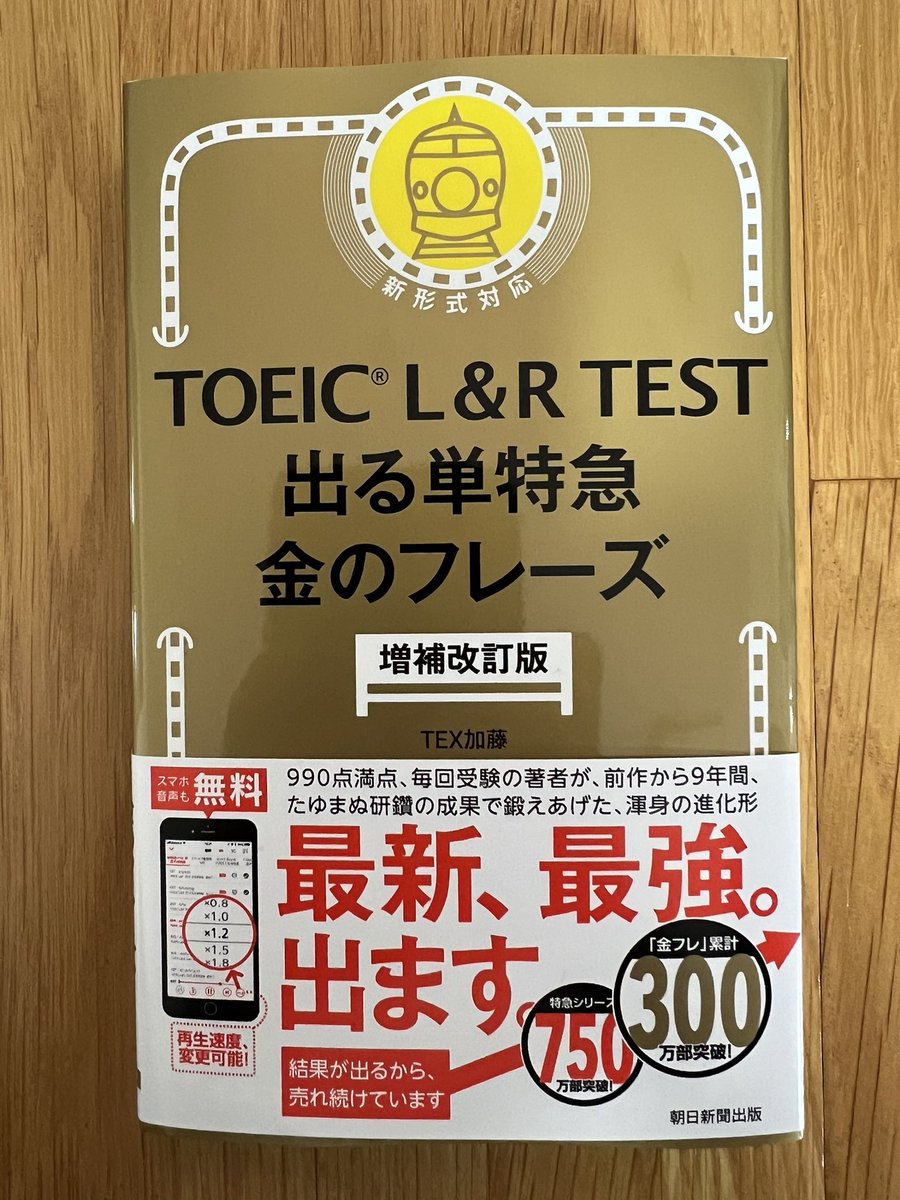 新形式対応
TOEIC® L&R TEST
出る単特急
金のフレーズ
増補改訂版
TEX加藤
スマホ
音声も
無料
990点満点、毎回受験の著者が、前作から9年間、
たゆまぬ研鑽の成果で鍛えあげた、渾身の進化形
最新、最強。
出ます。
×0.8
×1.0
×1.2
×1.5
×1.8
再生速度、
変更可能!
結果が出るから、
売れ続けています
特急シリーズ
750
万部突破!
「金フレ」累計
300
万部突破!
朝日新聞出版